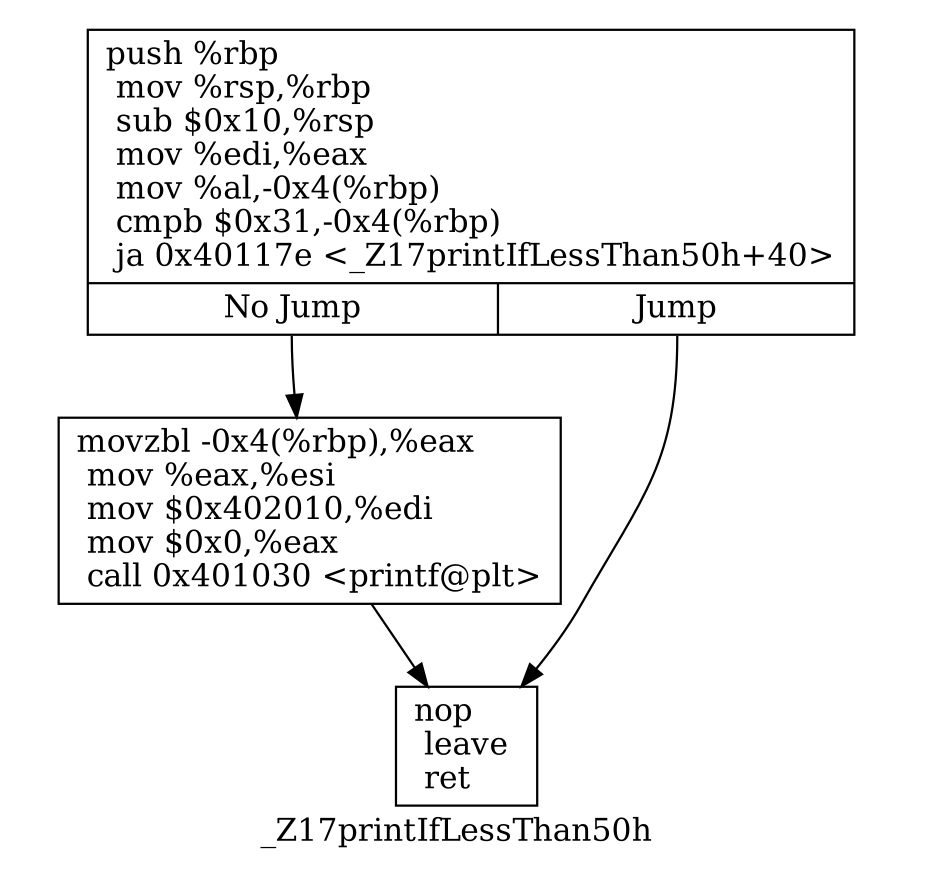 push %rbp
mov %rsp,%rbp
sub $0x10,%rsp
mov %edi,%eax
mov %al,-0x4(%rbp)
cmpb $0x31,-0x4(%rbp)
ja 0x40117e <_Z17printIfLessThan50h+40>
No Jump
Jump
movzbl -0x4(%rbp),%eax
mov %eax,%esi
mov $0x402010,%edi
mov $0x0,%eax
call 0x401030 <printf@plt>
nop
leave
ret
_Z17printIfLessThan50h